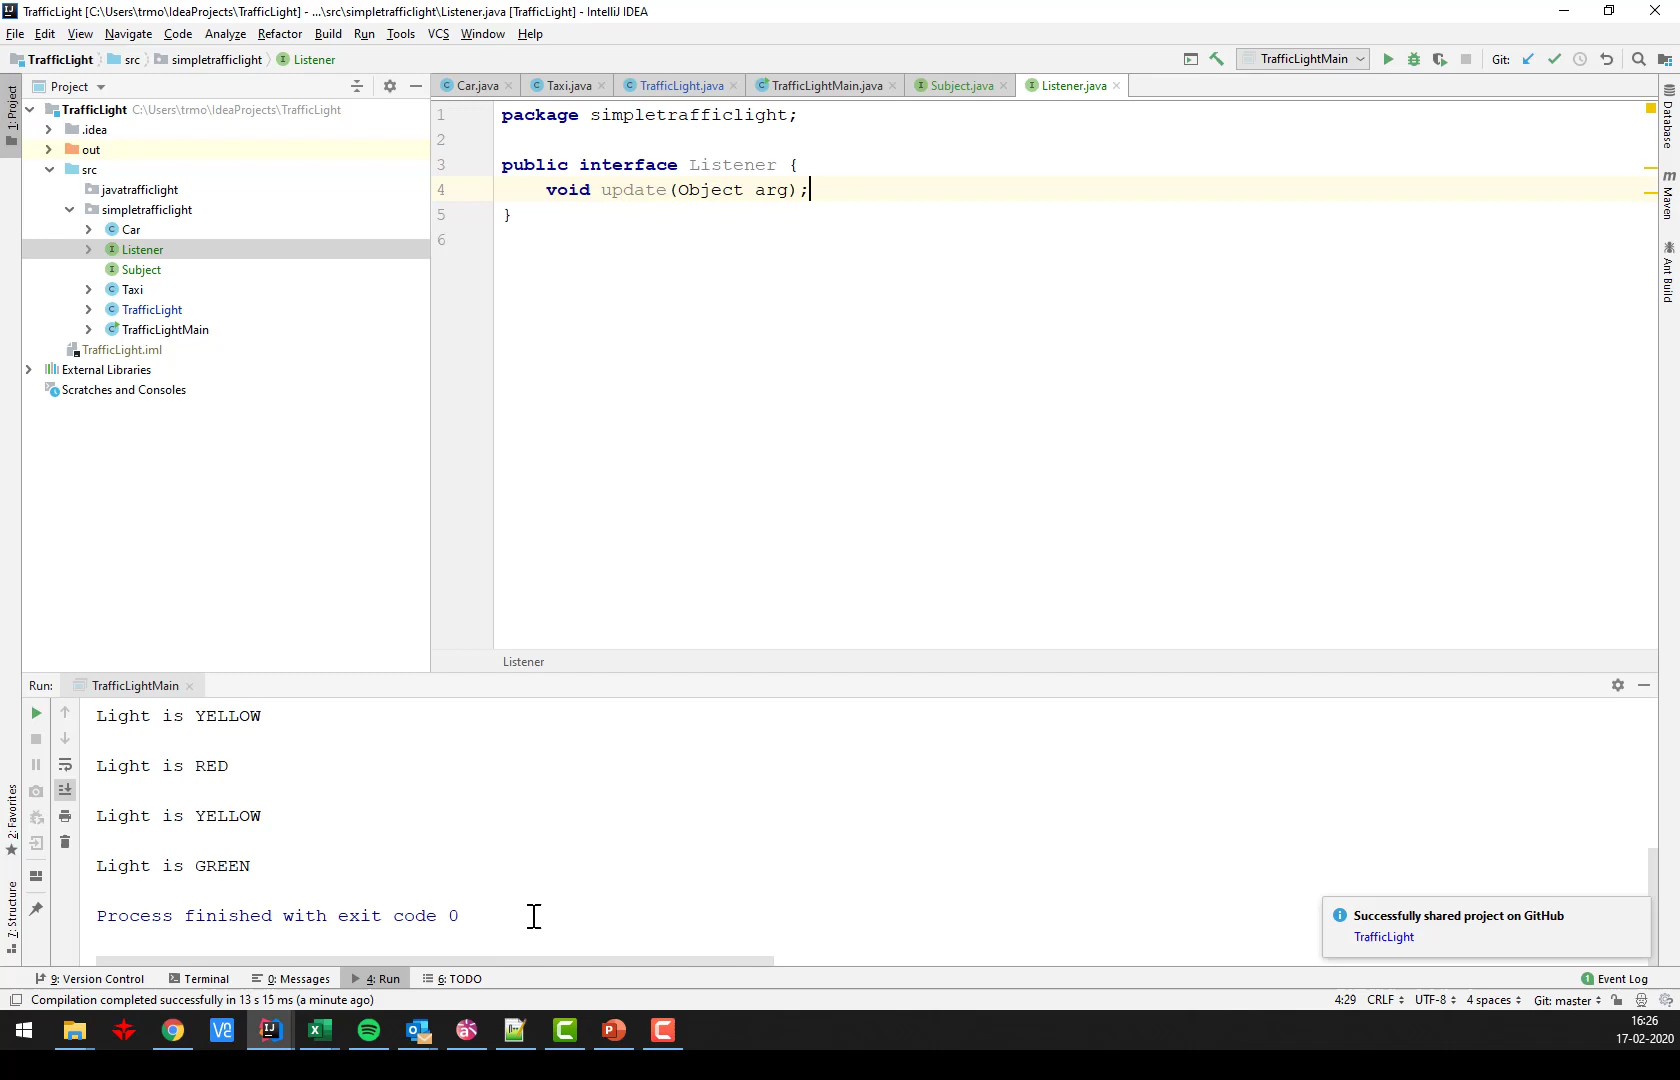 TrafficLight [C:\Users\trmo\IdeaProjects\TrafficLight] - ...\src\simpletrafficlight\Listener.java [TrafficLight] - IntelliJ IDEA
File Edit View Navigate Code Analyze Refactor Build Run Tools VCS Window Help
TrafficLight src simpletrafficlight Listener
TrafficLightMain Git:
1: Project
Project
Car.java Taxi.java TrafficLight.java TrafficLightMain.java Subject.java Listener.java
TrafficLight C:\Users\trmo\IdeaProjects\TrafficLight
.idea
out
src
javatrafficlight
simpletrafficlight
Car
Listener
Subject
Taxi
TrafficLight
TrafficLightMain
TrafficLight.iml
External Libraries
Scratches and Consoles
1 package simpletrafficlight;
2
3 public interface Listener {
4 void update(Object arg);
5 }
6
Database
Maven
Ant Build
Listener
Run: TrafficLightMain
Light is YELLOW
Light is RED
Light is YELLOW
Light is GREEN
Process finished with exit code 0
2: Favorites
7: Structure
Successfully shared project on GitHub
TrafficLight
9: Version Control Terminal 0: Messages 4: Run 6: TODO 1 Event Log
Compilation completed successfully in 13 s 15 ms (a minute ago) 4:29 CRLF UTF-8 4 spaces Git: master
16:26
17-02-2020